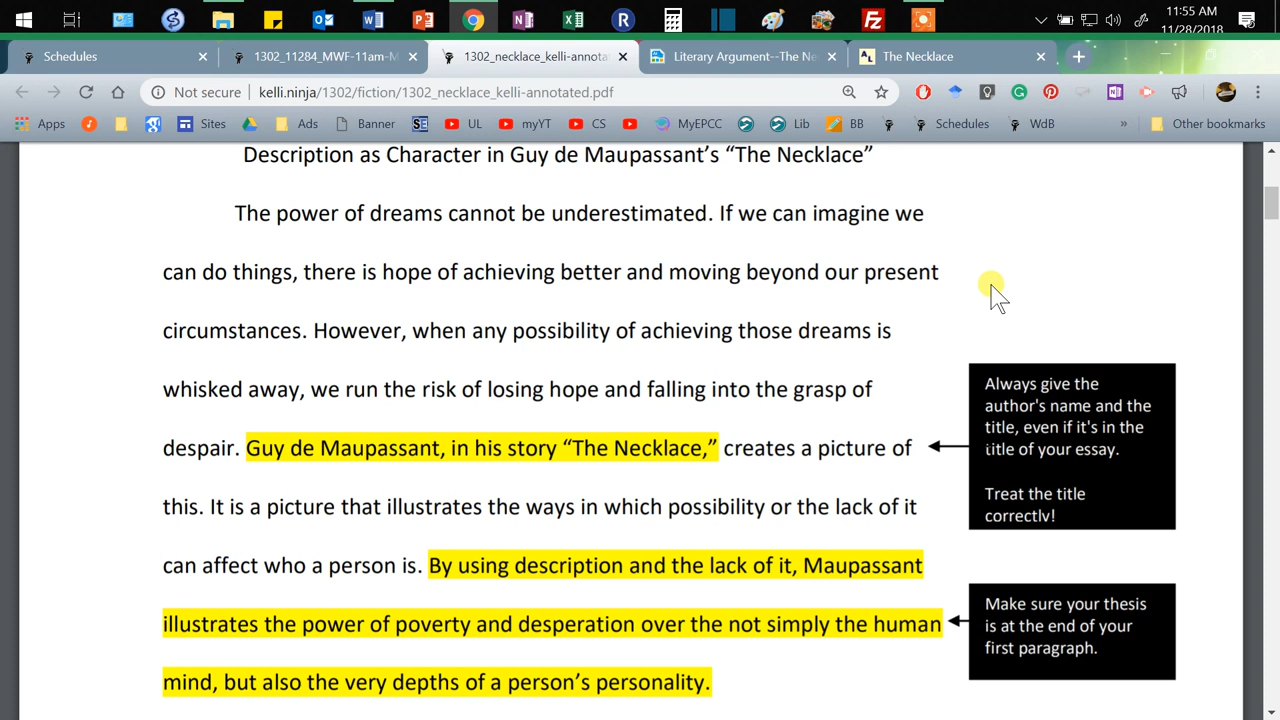 11:55 AM
11/28/2018
Schedules
1302_11284_MWF-11am-M
1302_necklace_kelli-annotat
Literary Argument--The Ne
The Necklace
Not secure
kelli.ninja/1302/fiction/1302_necklace_kelli-annotated.pdf
Apps
Sites
Ads
Banner
UL
myYT
CS
MyEPCC
Lib
BB
Schedules
WdB
»
Other bookmarks
Description as Character in Guy de Maupassant’s “The Necklace”
The power of dreams cannot be underestimated. If we can imagine we
can do things, there is hope of achieving better and moving beyond our present
circumstances. However, when any possibility of achieving those dreams is
whisked away, we run the risk of losing hope and falling into the grasp of
despair. Guy de Maupassant, in his story “The Necklace,” creates a picture of
this. It is a picture that illustrates the ways in which possibility or the lack of it
can affect who a person is. By using description and the lack of it, Maupassant
illustrates the power of poverty and desperation over the not simply the human
mind, but also the very depths of a person’s personality.
Always give the
author's name and the
title, even if it's in the
title of your essay.
Treat the title
correctly!
Make sure your thesis
is at the end of your
first paragraph.